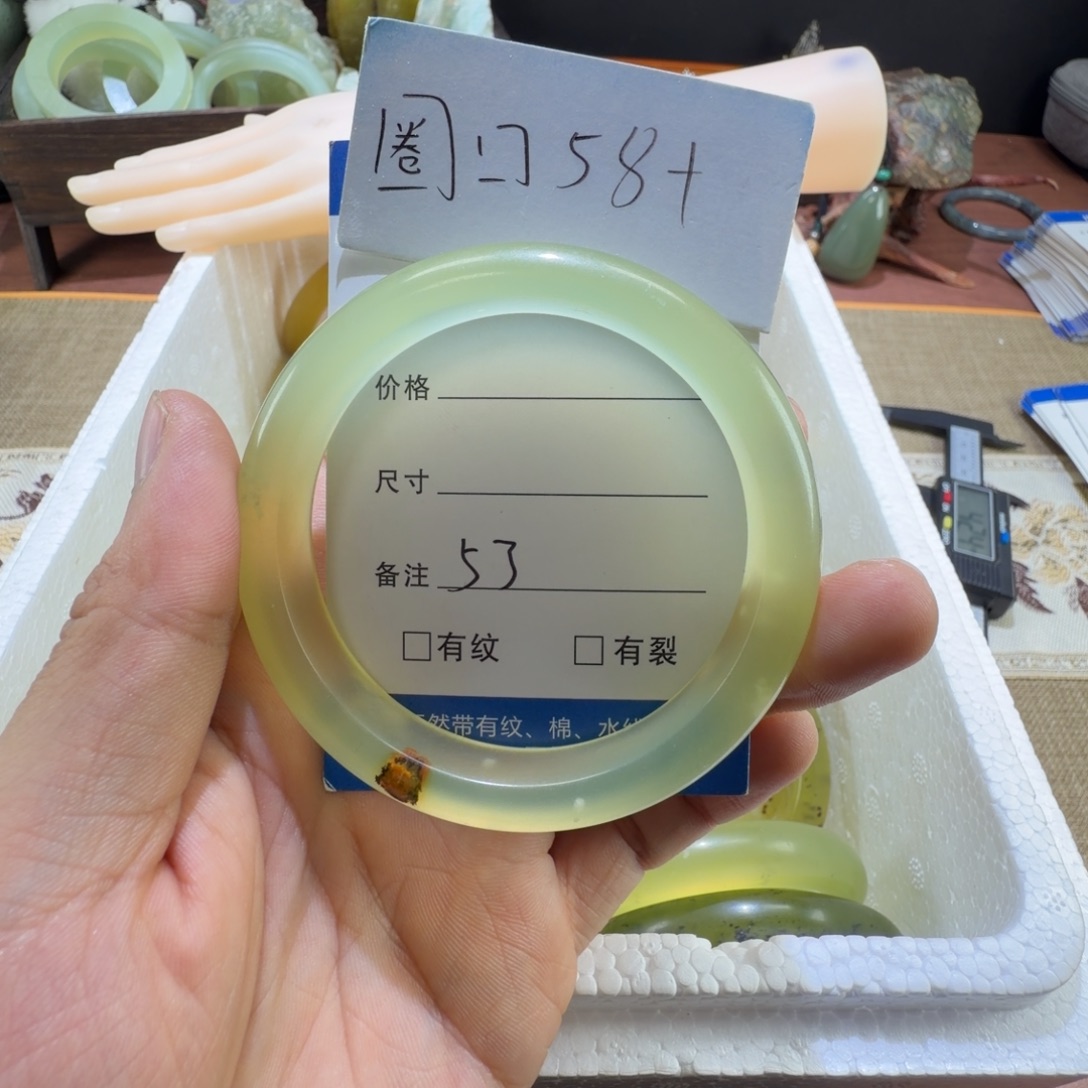 圈口58+
价格
尺寸
备注 53
□有纹 □有裂
然带有纹、棉、水